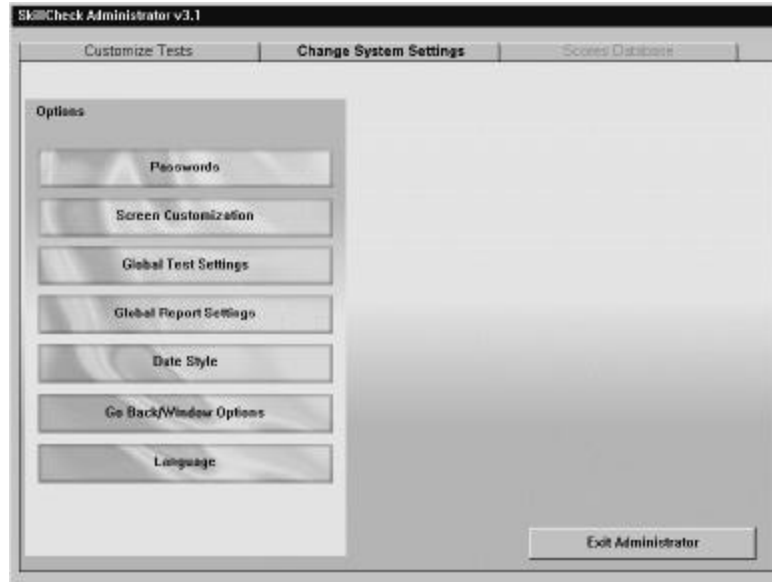 SkillCheck Administrator v3.1
Customize Tests
Change System Settings
Scores Database
Options
Passwords
Screen Customization
Global Test Settings
Global Report Settings
Date Style
Go Back/Window Options
Language
Exit Administrator